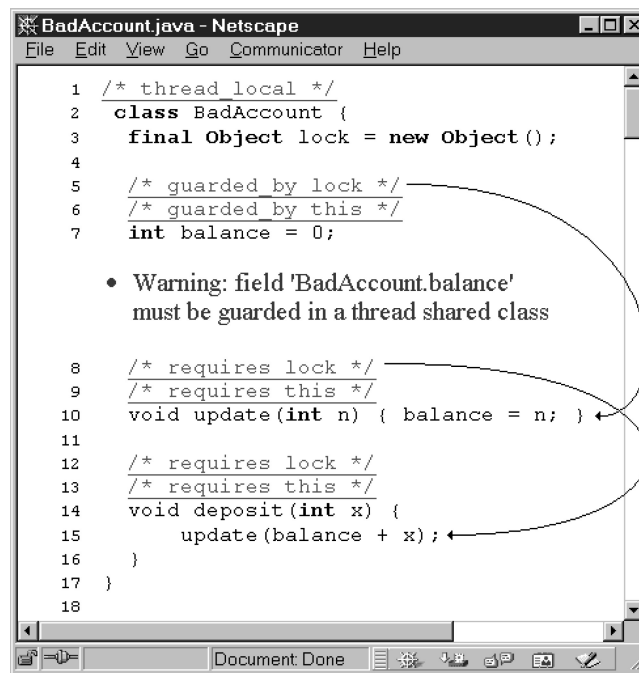 BadAccount.java - Netscape
File Edit View Go Communicator Help
1 /* thread_local */
2 class BadAccount {
3 final Object lock = new Object();
4
5 /* guarded_by lock */
6 /* guarded_by this */
7 int balance = 0;
• Warning: field 'BadAccount.balance'
must be guarded in a thread shared class
8 /* requires lock */
9 /* requires this */
10 void update(int n) { balance = n; }
11
12 /* requires lock */
13 /* requires this */
14 void deposit(int x) {
15 update(balance + x);
16 }
17 }
18
Document: Done